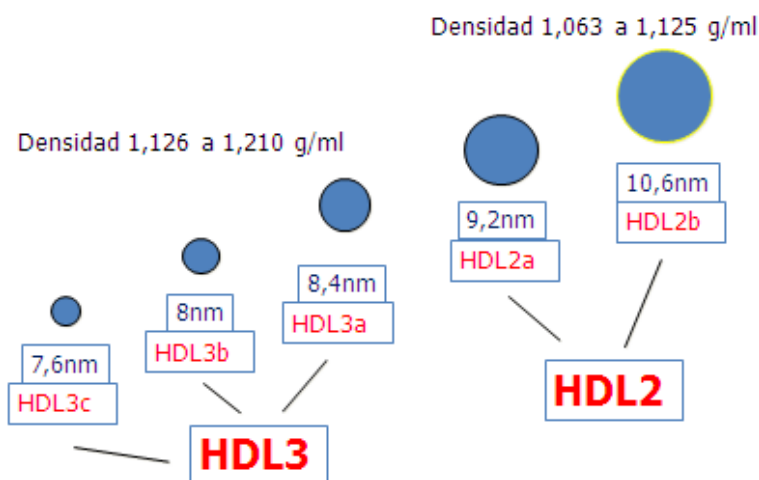 Densidad 1,063 a 1,125 g/ml
Densidad 1,126 a 1,210 g/ml
10,6nm
HDL2b
9,2nm
HDL2a
8,4nm
HDL3a
8nm
HDL3b
7,6nm
HDL3c
HDL2
HDL3